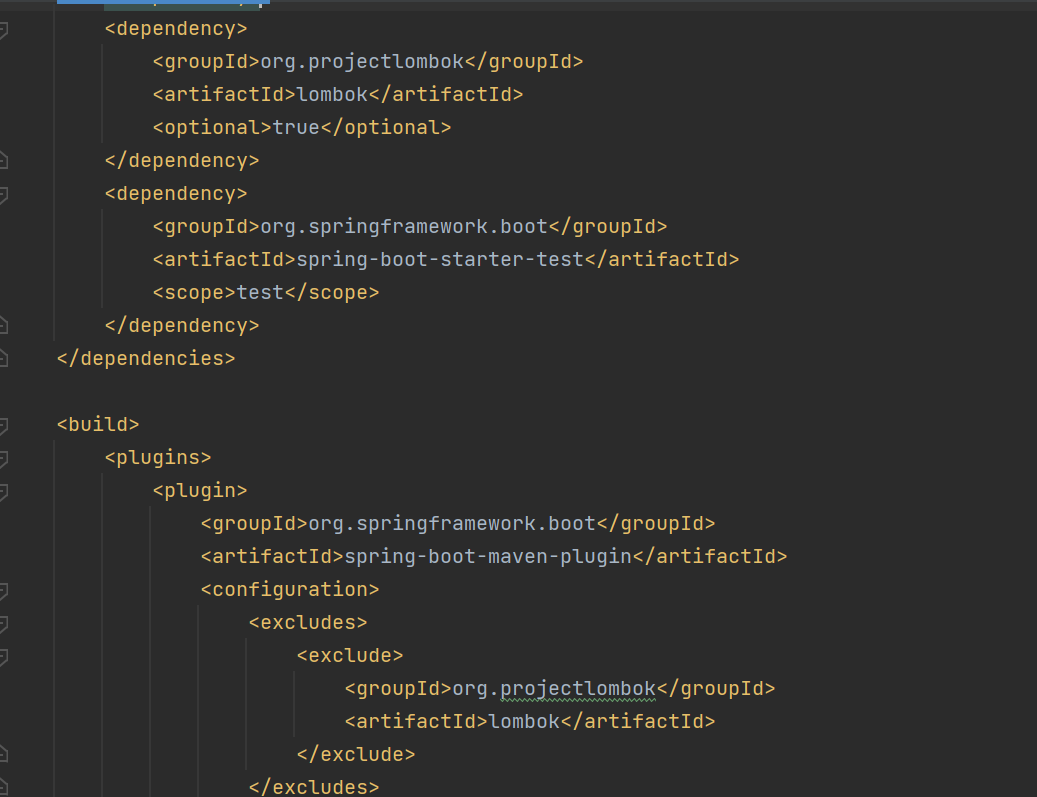 <dependency>
<groupId>org.projectlombok</groupId>
<artifactId>lombok</artifactId>
<optional>true</optional>
</dependency>
<dependency>
<groupId>org.springframework.boot</groupId>
<artifactId>spring-boot-starter-test</artifactId>
<scope>test</scope>
</dependency>
</dependencies>
<build>
<plugins>
<plugin>
<groupId>org.springframework.boot</groupId>
<artifactId>spring-boot-maven-plugin</artifactId>
<configuration>
<excludes>
<exclude>
<groupId>org.projectlombok</groupId>
<artifactId>lombok</artifactId>
</exclude>
</excludes>